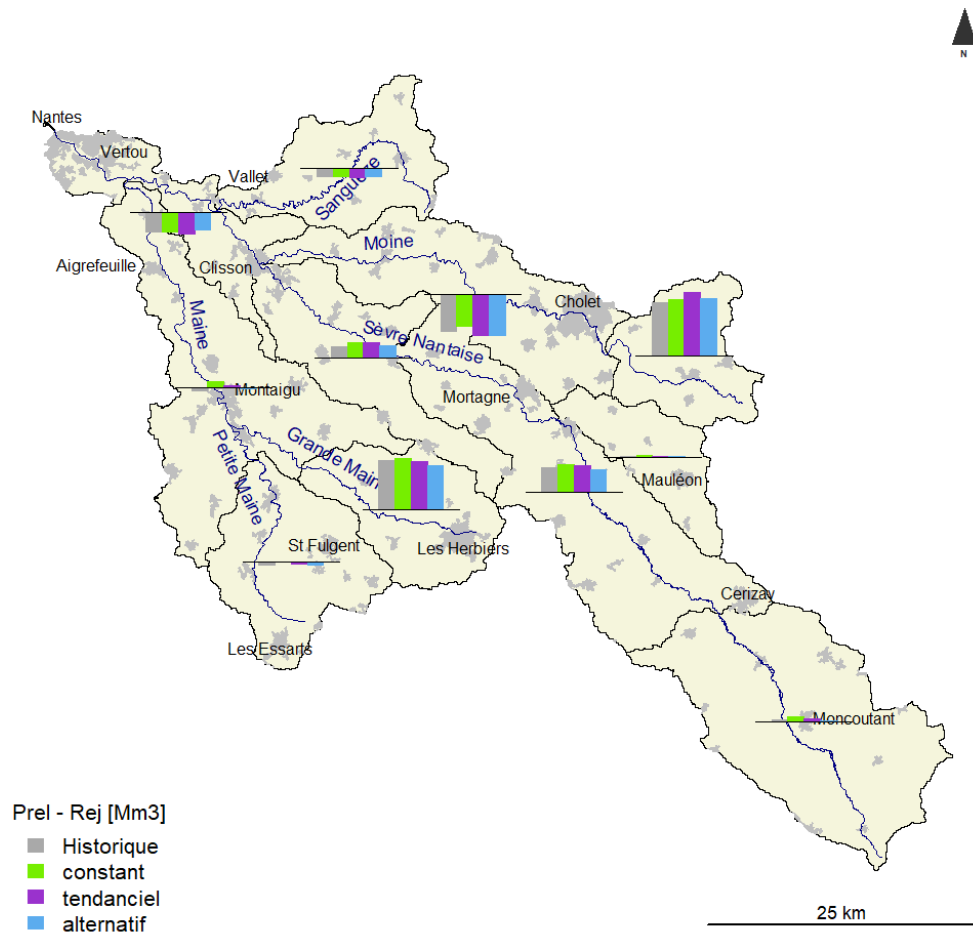 N
Nantes
Vertou
Vallet
Sanguèze
Moine
Aigrefeuille
Clisson
Cholet
Maine
Sèvre Nantaise
Montaigu
Mortagne
Petite Maine
Grande Main
Mauléon
St Fulgent
Les Herbiers
Cerizay
Les Essarts
Moncoutant
Prel - Rej [Mm3]
Historique
constant
tendanciel
alternatif
25 km